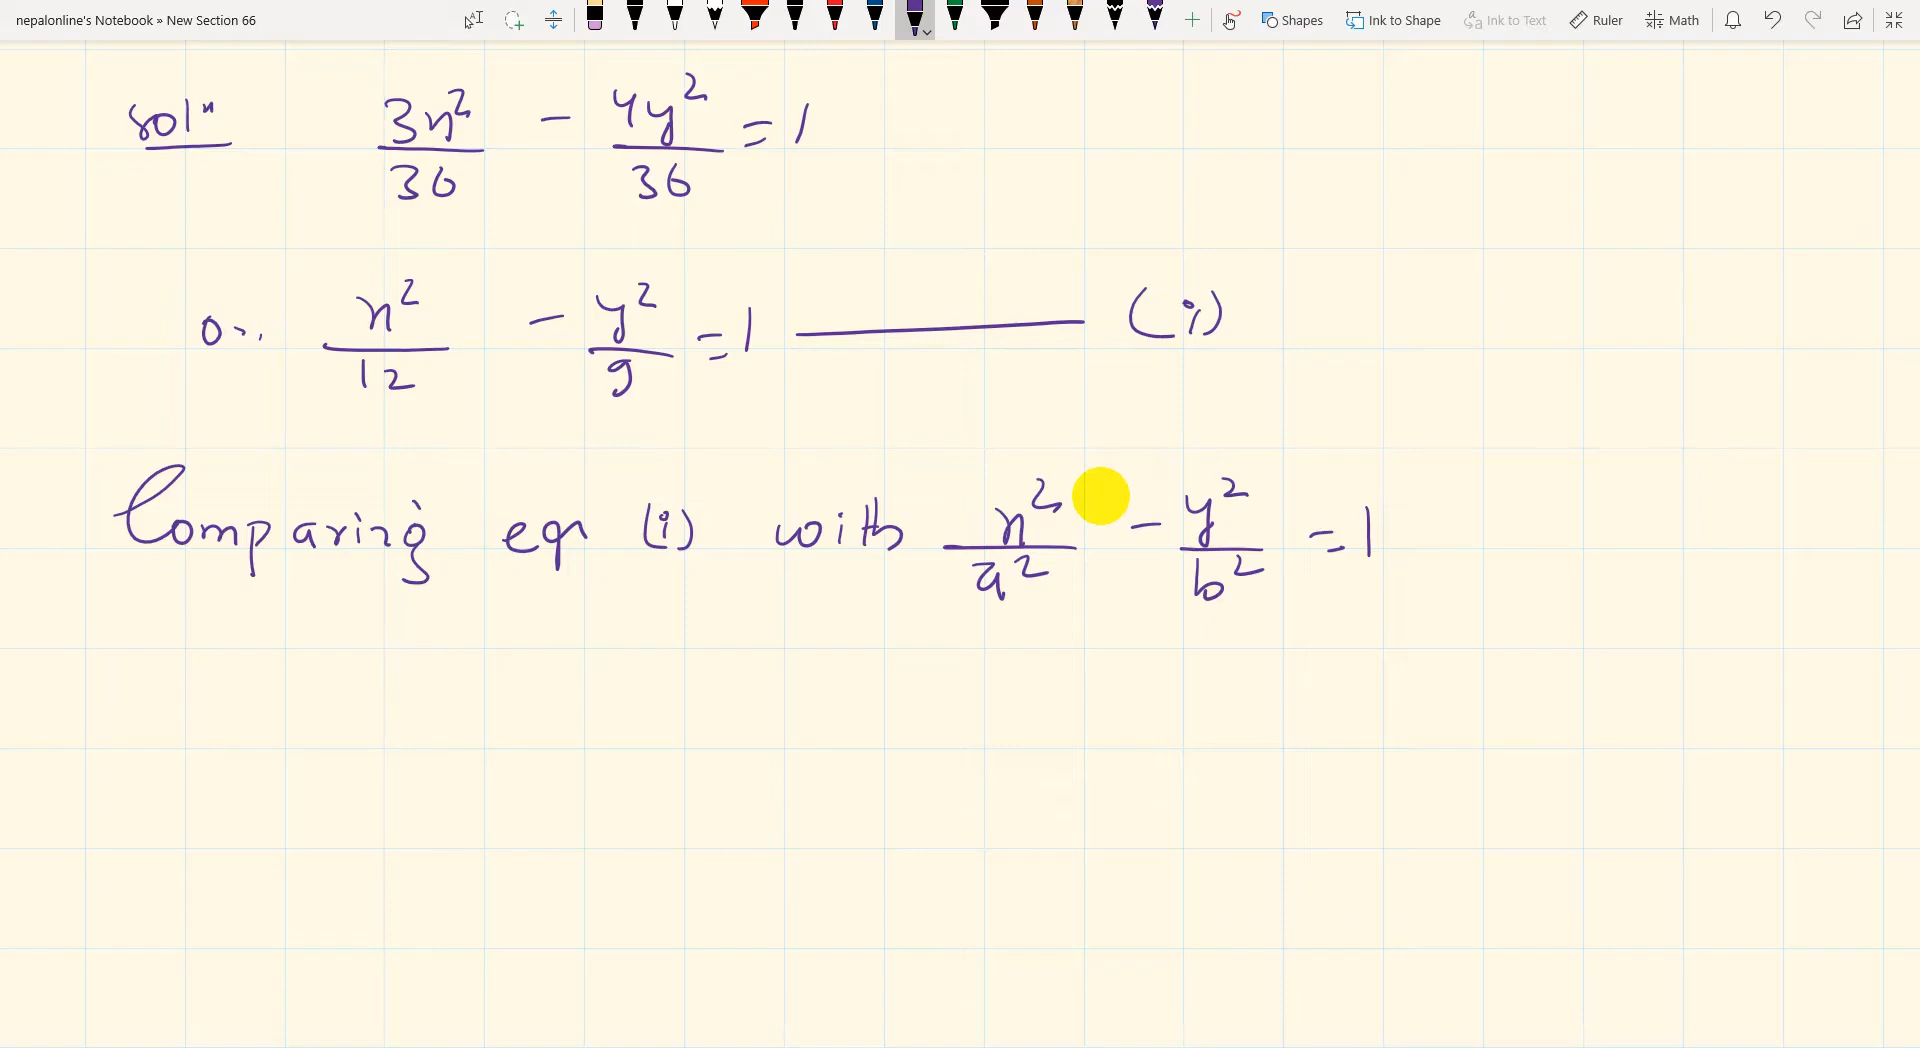 nepalonline's Notebook » New Section 66
Shapes Ink to Shape Ink to Text Ruler Math
solⁿ 3x²/36 - 4y²/36 = 1
or, x²/12 - y²/9 = 1 ——— (i)
Comparing eqn (i) with x²/a² - y²/b² = 1